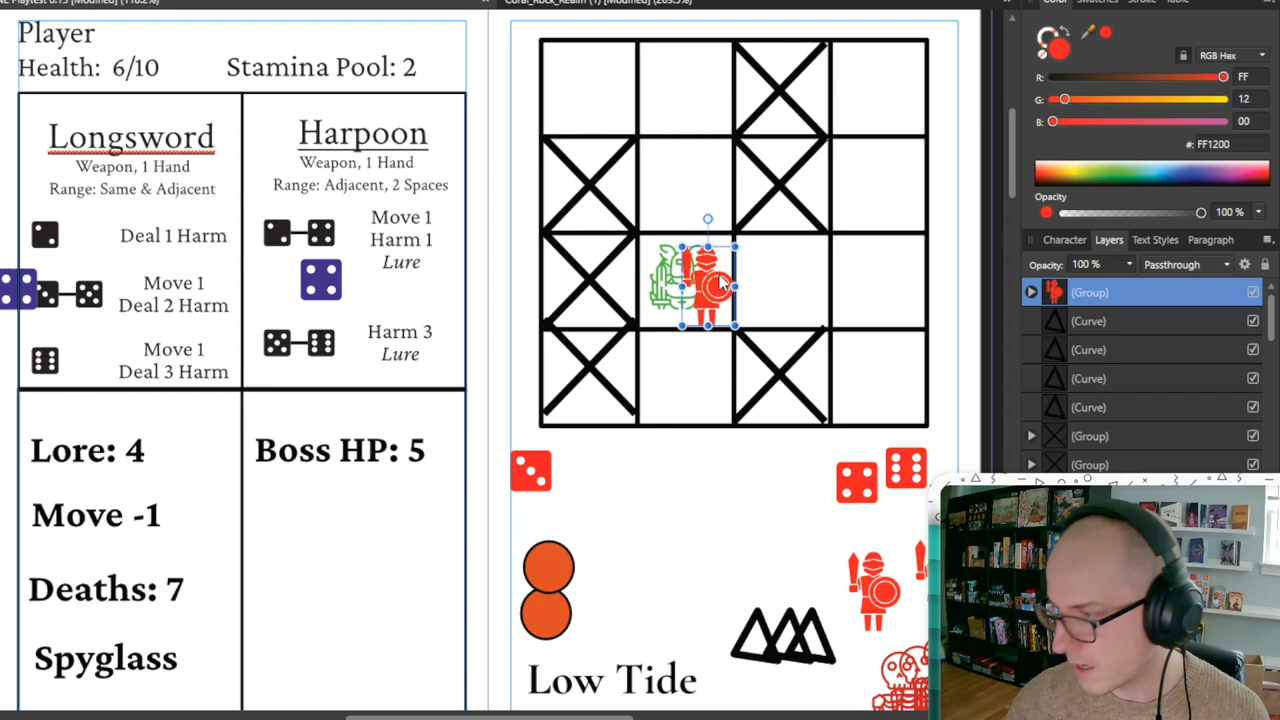 Player
Health: 6/10
Stamina Pool: 2
Longsword
Weapon, 1 Hand
Range: Same & Adjacent
Deal 1 Harm
Move 1
Deal 2 Harm
Move 1
Deal 3 Harm
Harpoon
Weapon, 1 Hand
Range: Adjacent, 2 Spaces
Move 1
Harm 1
Lure
Harm 3
Lure
Lore: 4
Move -1
Deaths: 7
Spyglass
Boss HP: 5
Low Tide
RGB Hex
R: FF
G: 12
B: 00
#: FF1200
Opacity
100 %
Character Layers Text Styles Paragraph
Opacity: 100 % Passthrough
(Group)
(Curve)
(Curve)
(Curve)
(Curve)
(Group)
(Group)